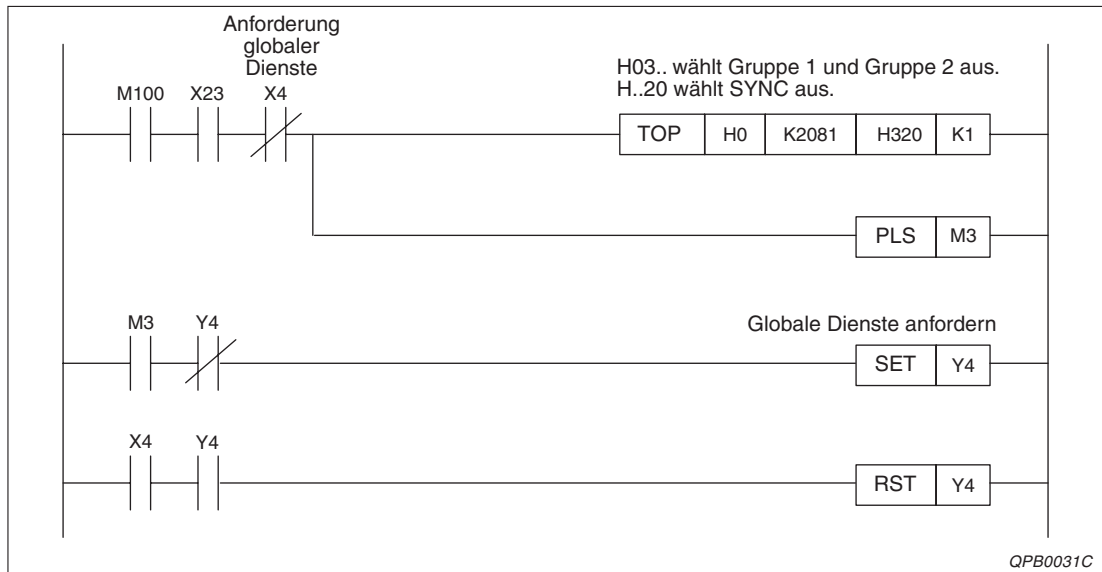 Anforderung
globaler
Dienste
H03.. wählt Gruppe 1 und Gruppe 2 aus.
H..20 wählt SYNC aus.
M100 X23 X4
TOP H0 K2081 H320 K1
PLS M3
M3 Y4
Globale Dienste anfordern
SET Y4
X4 Y4
RST Y4
QPB0031C